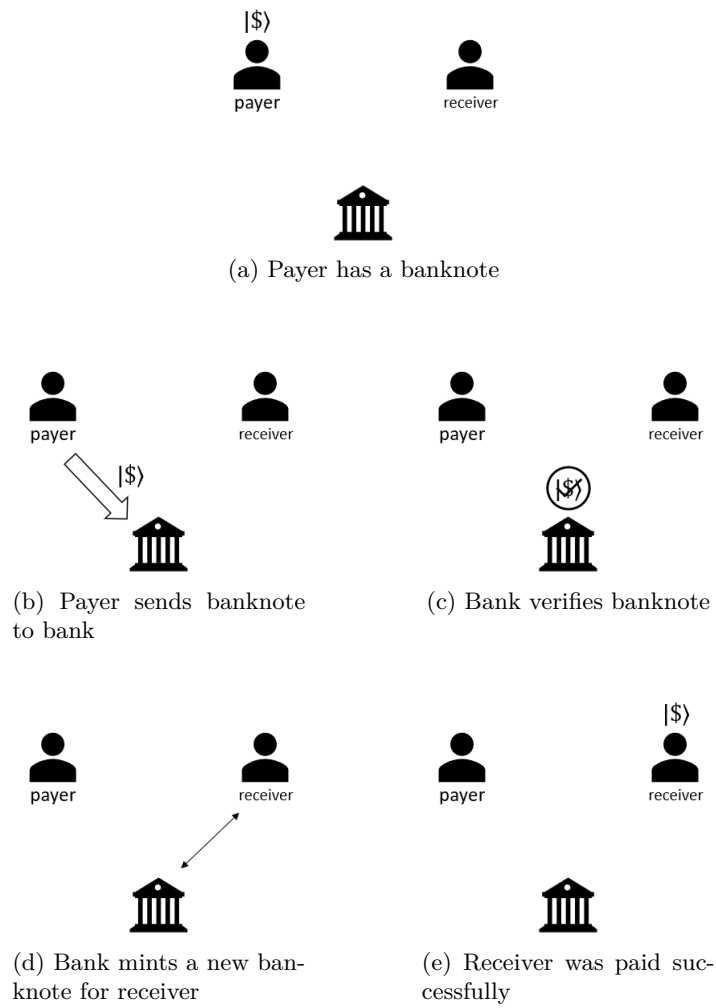 |$⟩
payer receiver
(a) Payer has a banknote
payer receiver
|$⟩
(b) Payer sends banknote
to bank
payer receiver
|$⟩
(c) Bank verifies banknote
payer receiver
(d) Bank mints a new ban-
knote for receiver
|$⟩
payer receiver
(e) Receiver was paid suc-
cessfully